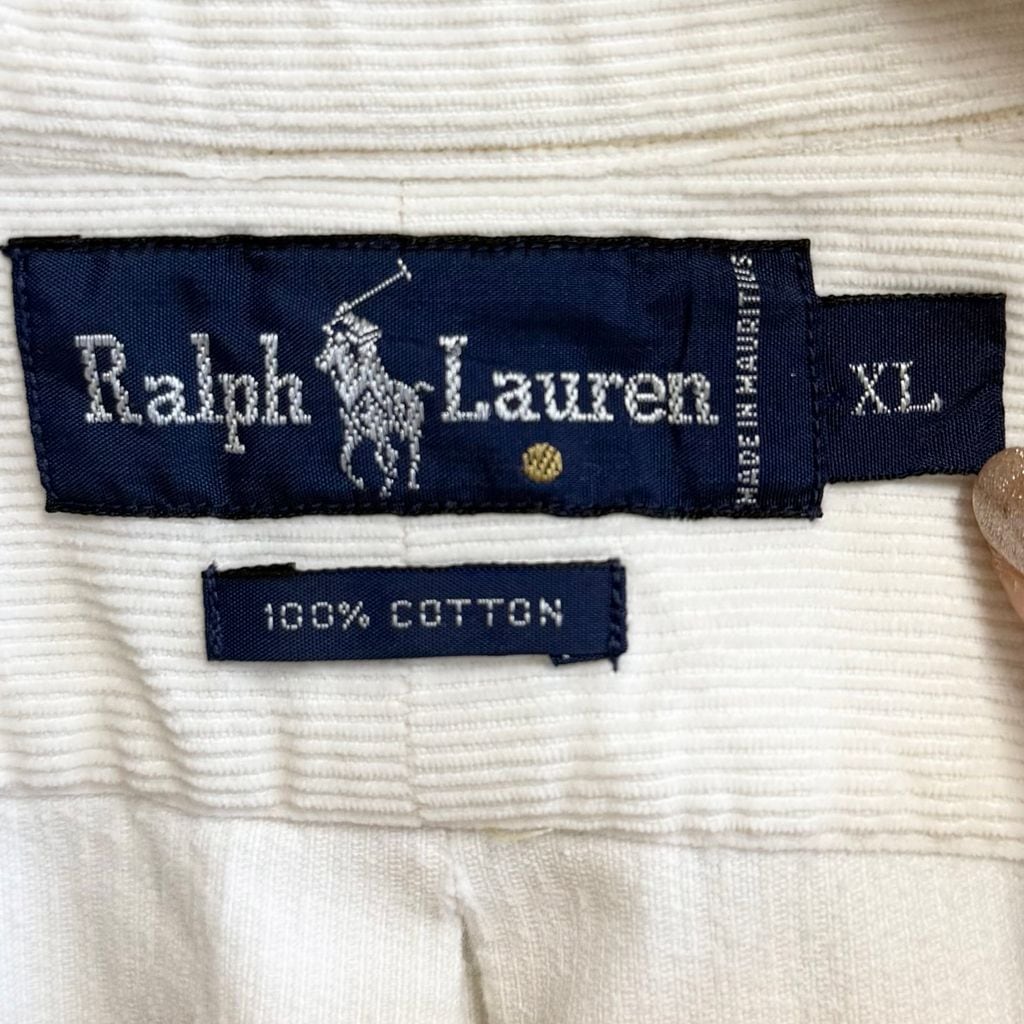 Ralph Lauren
MADE IN MAURITIUS
XL
100% COTTON